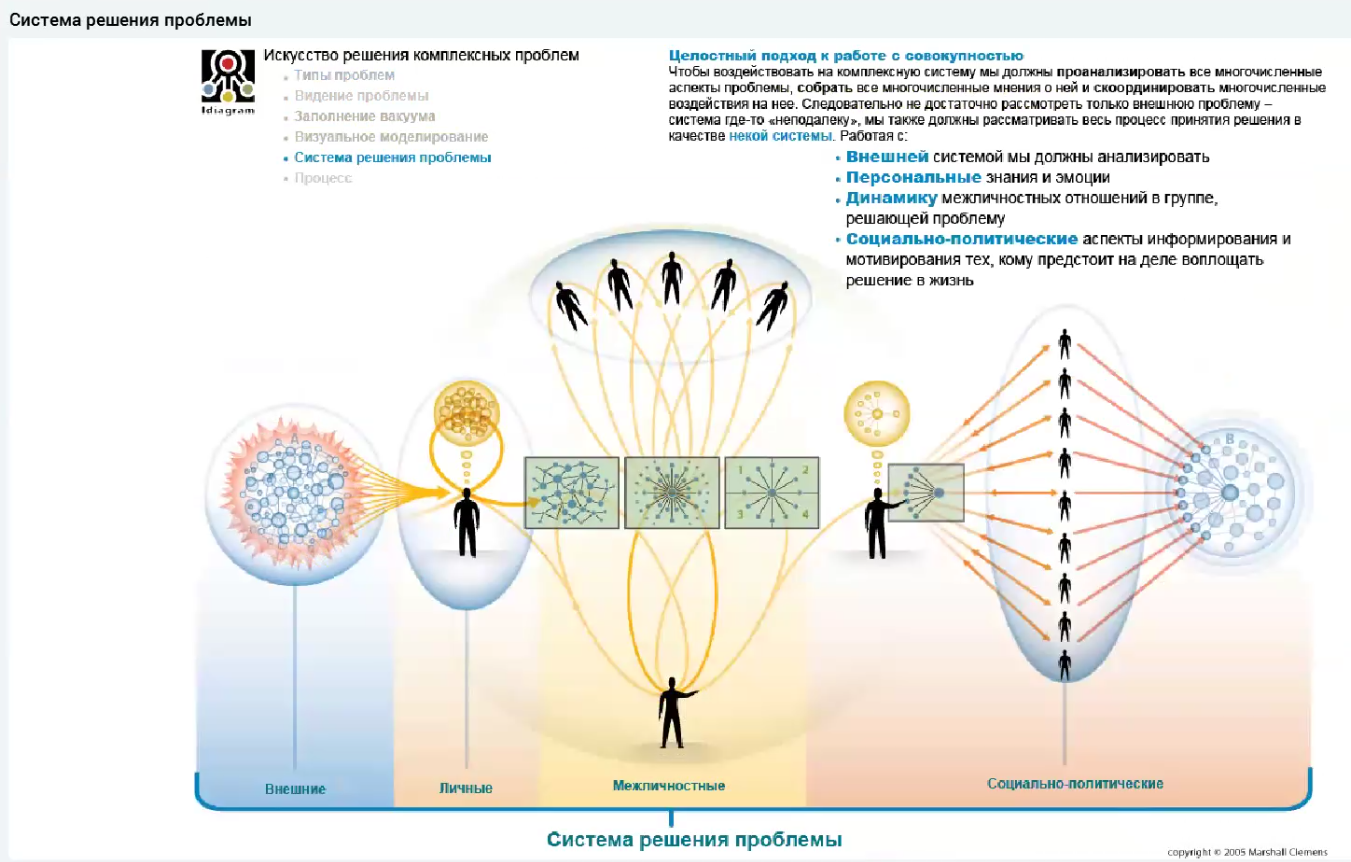 Система решения проблемы
Искусство решения комплексных проблем
• Типы проблем
• Видение проблемы
• Заполнение вакуума
• Визуальное моделирование
• Система решения проблемы
• Процесс
Idiagram
Целостный подход к работе с совокупностью
Чтобы воздействовать на комплексную систему мы должны проанализировать все многочисленные
аспекты проблемы, собрать все многочисленные мнения о ней и скоординировать многочисленные
воздействия на нее. Следовательно не достаточно рассмотреть только внешнюю проблему –
система где-то «неподалеку», мы также должны рассматривать весь процесс принятия решения в
качестве некой системы. Работая с:
• Внешней системой мы должны анализировать
• Персональные знания и эмоции
• Динамику межличностных отношений в группе,
решающей проблему
• Социально-политические аспекты информирования и
мотивирования тех, кому предстоит на деле воплощать
решение в жизнь
A
1 2
3 4
B
Внешние
Личные
Межличностные
Социально-политические
Система решения проблемы
copyright © 2005 Marshall Clemens